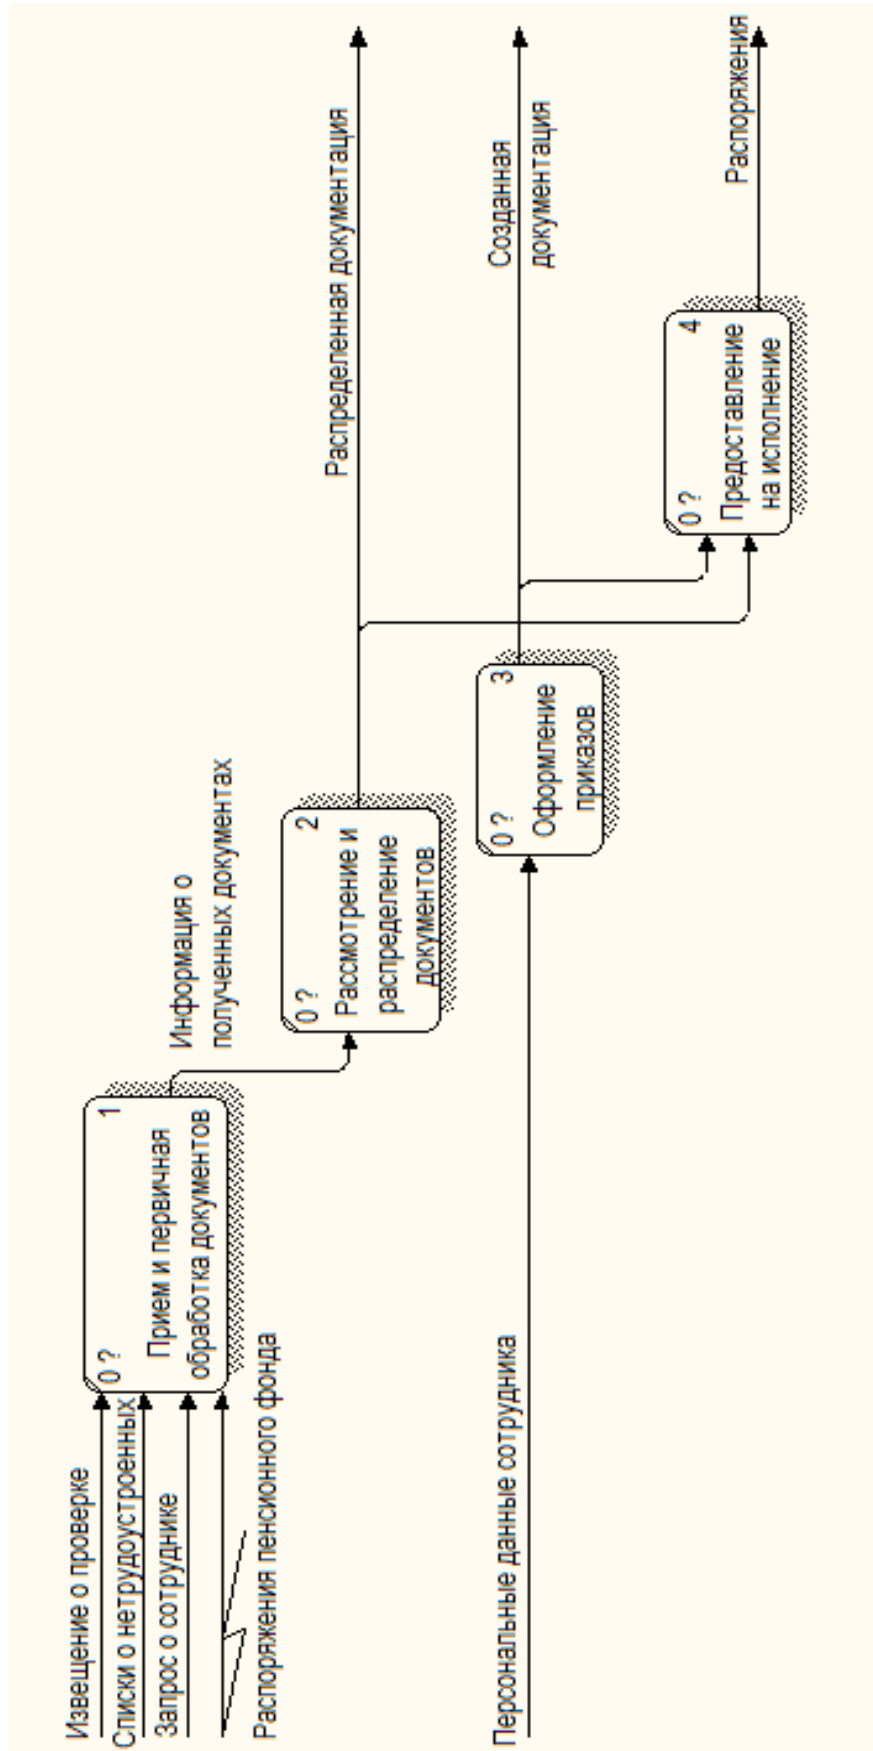 Извещение о проверке
Списки о нетрудоустроенных
Запрос о сотруднике
Распоряжения пенсионного фонда
0 ?
1
Прием и первичная
обработка документов
Информация о
полученных документах
0 ?
2
Рассмотрение и
распределение
документов
Распределенная документация
Персональные данные сотрудника
0 ?
3
Оформление
приказов
Созданная
документация
0 ?
4
Предоставление
на исполнение
Распоряжения